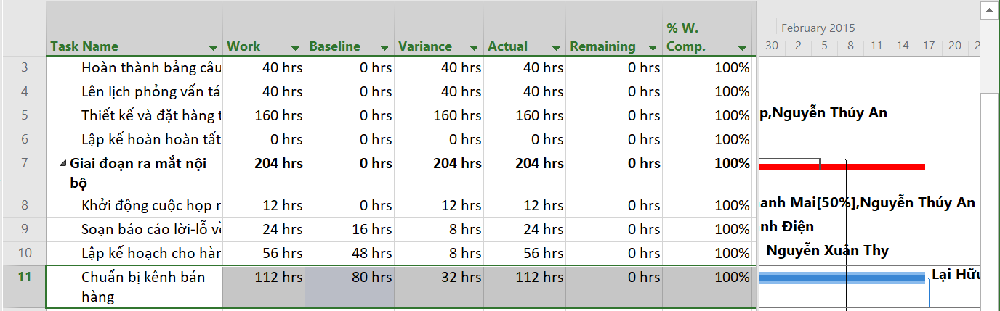 Task Name Work Baseline Variance Actual Remaining % W. Comp.
February 2015
30 2 5 8 11 14 17 20 2
3 Hoàn thành bảng câu 40 hrs 0 hrs 40 hrs 40 hrs 0 hrs 100%
4 Lên lịch phỏng vấn tá 40 hrs 0 hrs 40 hrs 40 hrs 0 hrs 100%
5 Thiết kế và đặt hàng t 160 hrs 0 hrs 160 hrs 160 hrs 0 hrs 100% p,Nguyễn Thúy An
6 Lập kế hoàn hoàn tất 0 hrs 0 hrs 0 hrs 0 hrs 0 hrs 100%
7 Giai đoạn ra mắt nội bộ 204 hrs 0 hrs 204 hrs 204 hrs 0 hrs 100%
8 Khởi động cuộc họp r 12 hrs 0 hrs 12 hrs 12 hrs 0 hrs 100% anh Mai[50%],Nguyễn Thúy An
9 Soạn báo cáo lời-lỗ về 24 hrs 16 hrs 8 hrs 24 hrs 0 hrs 100% nh Điện
10 Lập kế hoạch cho hàn 56 hrs 48 hrs 8 hrs 56 hrs 0 hrs 100% Nguyễn Xuân Thy
11 Chuẩn bị kênh bán hàng 112 hrs 80 hrs 32 hrs 112 hrs 0 hrs 100% Lại Hữu